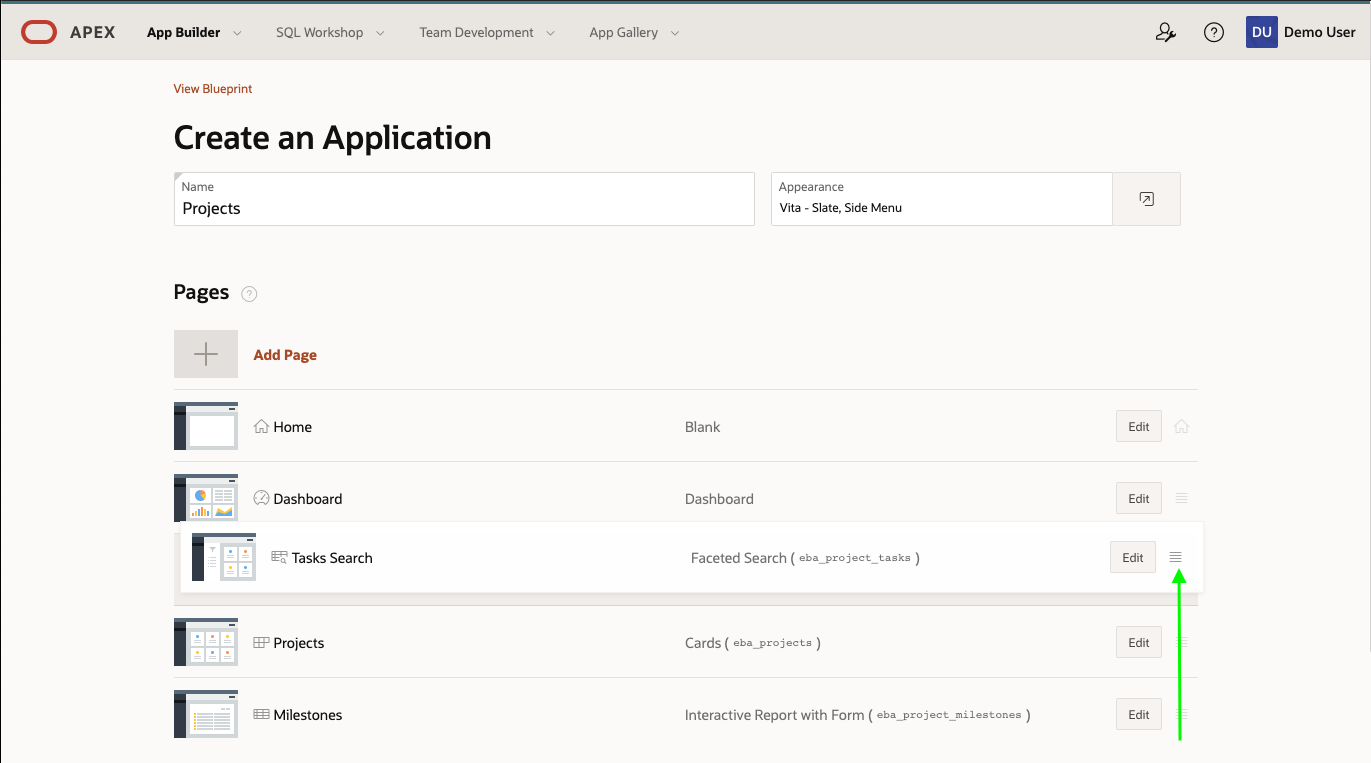 APEX App Builder SQL Workshop Team Development App Gallery ? DU Demo User
View Blueprint
Create an Application
Name
Projects
Appearance
Vita - Slate, Side Menu
Pages ?
Add Page
Home Blank Edit
Dashboard Dashboard Edit
Tasks Search Faceted Search ( eba_project_tasks ) Edit
Projects Cards ( eba_projects ) Edit
Milestones Interactive Report with Form ( eba_project_milestones ) Edit